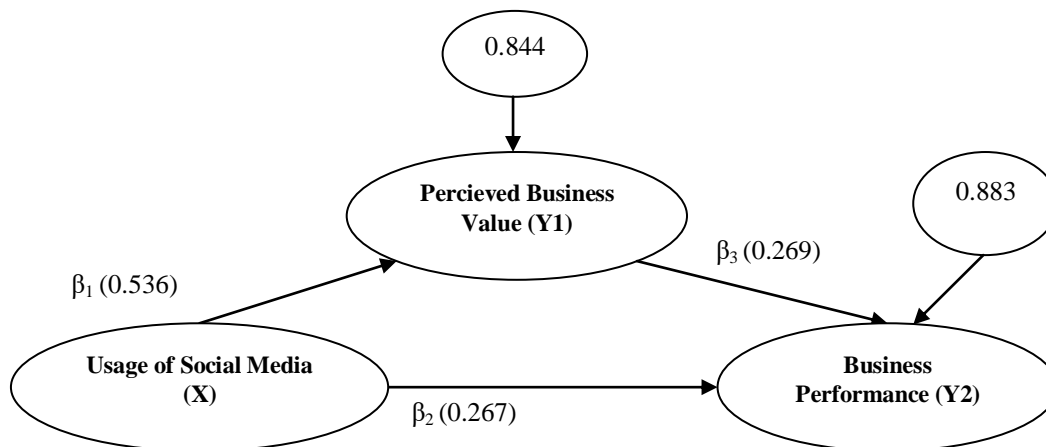 0.844
Percieved Business
Value (Y1)
0.883
β₃ (0.269)
β₁ (0.536)
Usage of Social Media
(X)
Business
Performance (Y2)
β₂ (0.267)